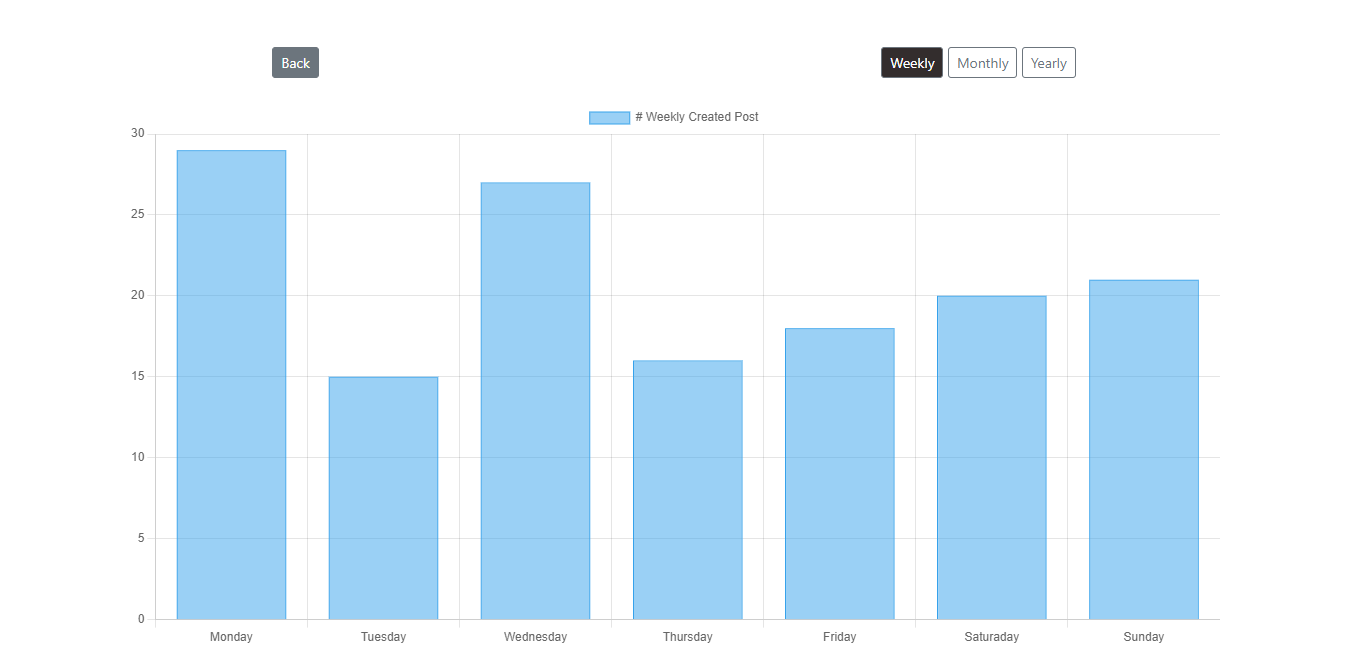 Back
Weekly Monthly Yearly
# Weekly Created Post
30
25
20
15
10
5
0
Monday Tuesday Wednesday Thursday Friday Saturaday Sunday